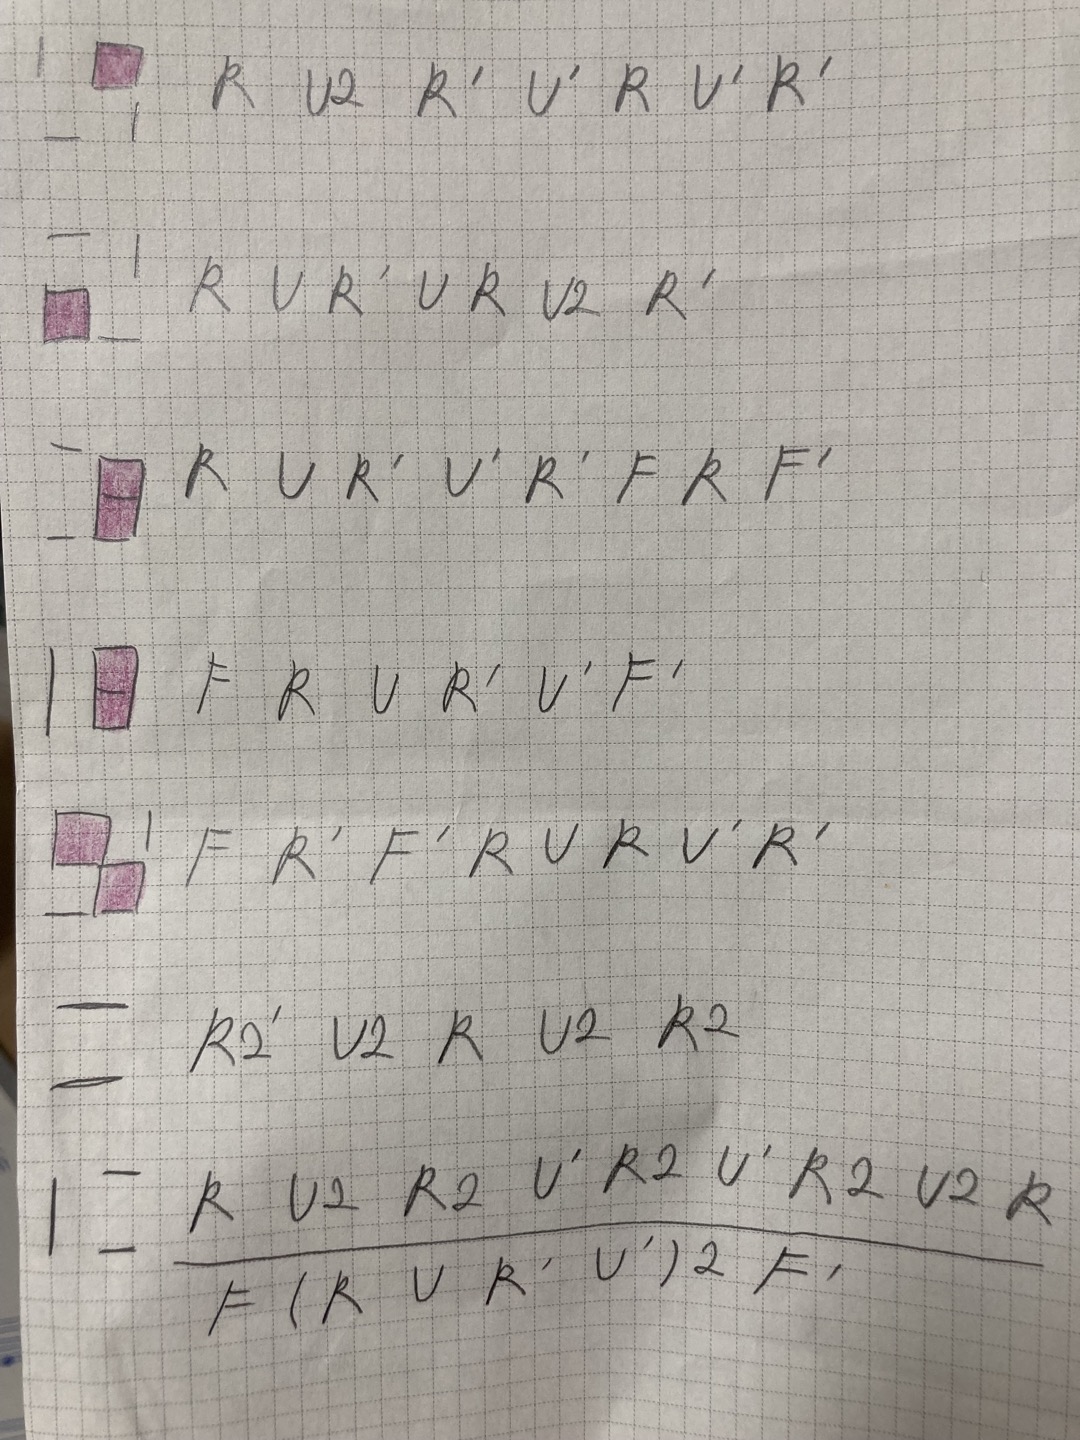 R U2 R' U' R U' R'
R U R' U R U2 R'
R U R' U' R' F R F'
F R U R' U' F'
F R' F' R U R U' R'
R2' U2 R U2 R2
R U2 R2 U' R2 U' R2 U2 R
F (R U R' U')2 F'